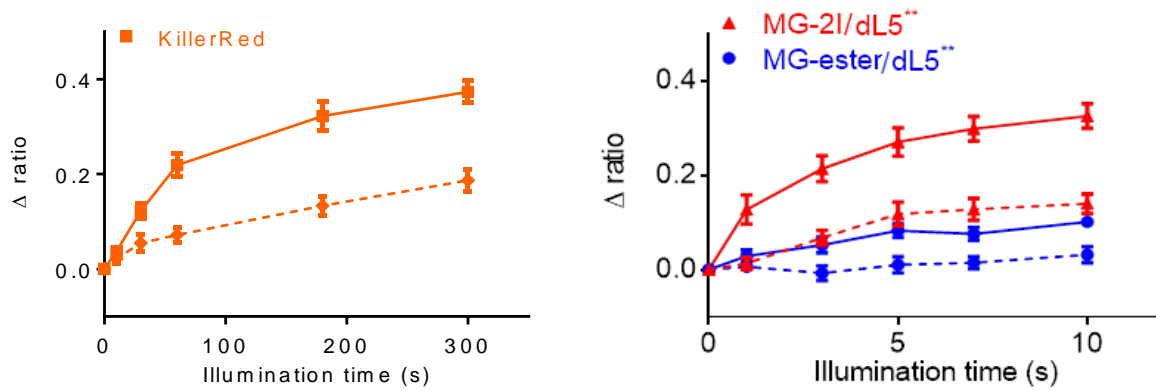 KillerRed
0.4
0.2
0.0
Δ ratio
0 100 200 300
Illumination time (s)
MG-2I/dL5**
MG-ester/dL5**
0.4
0.2
0.0
Δ ratio
0 5 10
Illumination time (s)